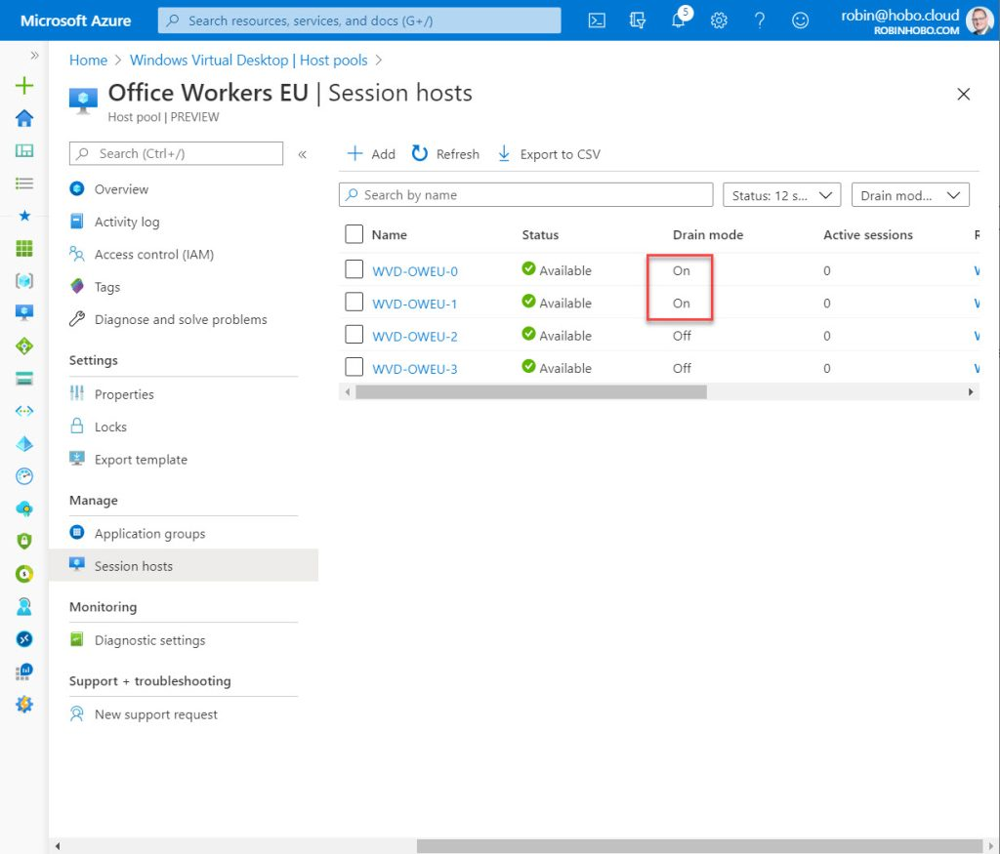 Microsoft Azure
Search resources, services, and docs (G+/)
5
robin@hobo.cloud
ROBINHOBO.COM
Home > Windows Virtual Desktop | Host pools >
Office Workers EU | Session hosts
Host pool | PREVIEW
Search (Ctrl+/)
Overview
Activity log
Access control (IAM)
Tags
Diagnose and solve problems
Settings
Properties
Locks
Export template
Manage
Application groups
Session hosts
Monitoring
Diagnostic settings
Support + troubleshooting
New support request
Add Refresh Export to CSV
Search by name Status: 12 s... Drain mod...
Name Status Drain mode Active sessions
WVD-OWEU-0 Available On 0
WVD-OWEU-1 Available On 0
WVD-OWEU-2 Available Off 0
WVD-OWEU-3 Available Off 0